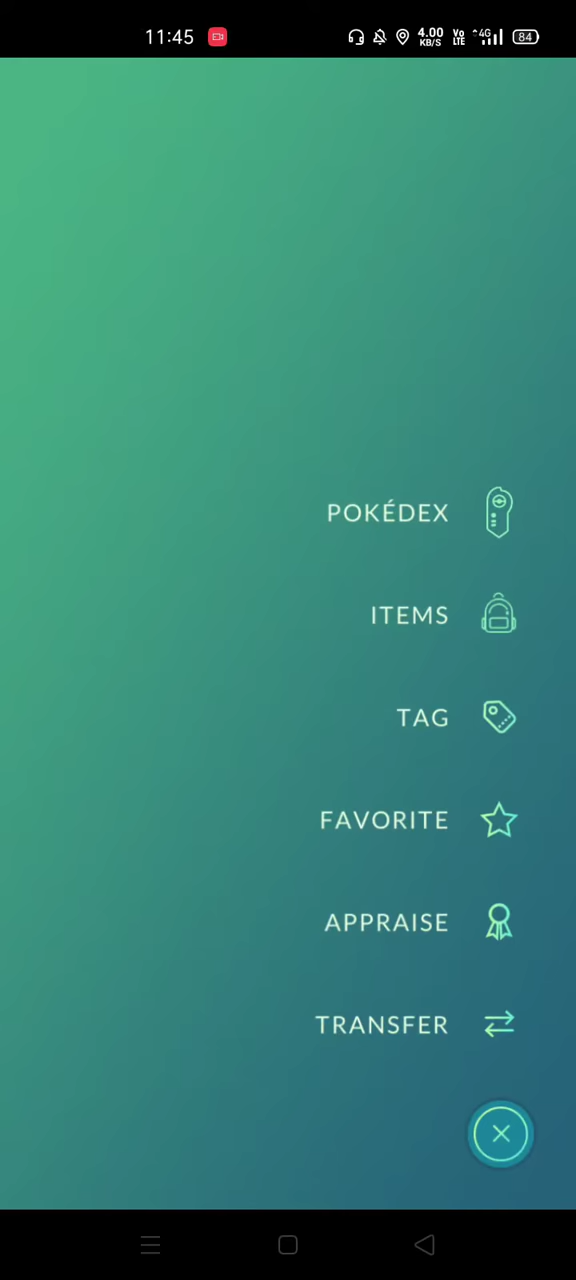 11:45
4.00 KB/S Vo LTE 4G 84
POKÉDEX
ITEMS
TAG
FAVORITE
APPRAISE
TRANSFER